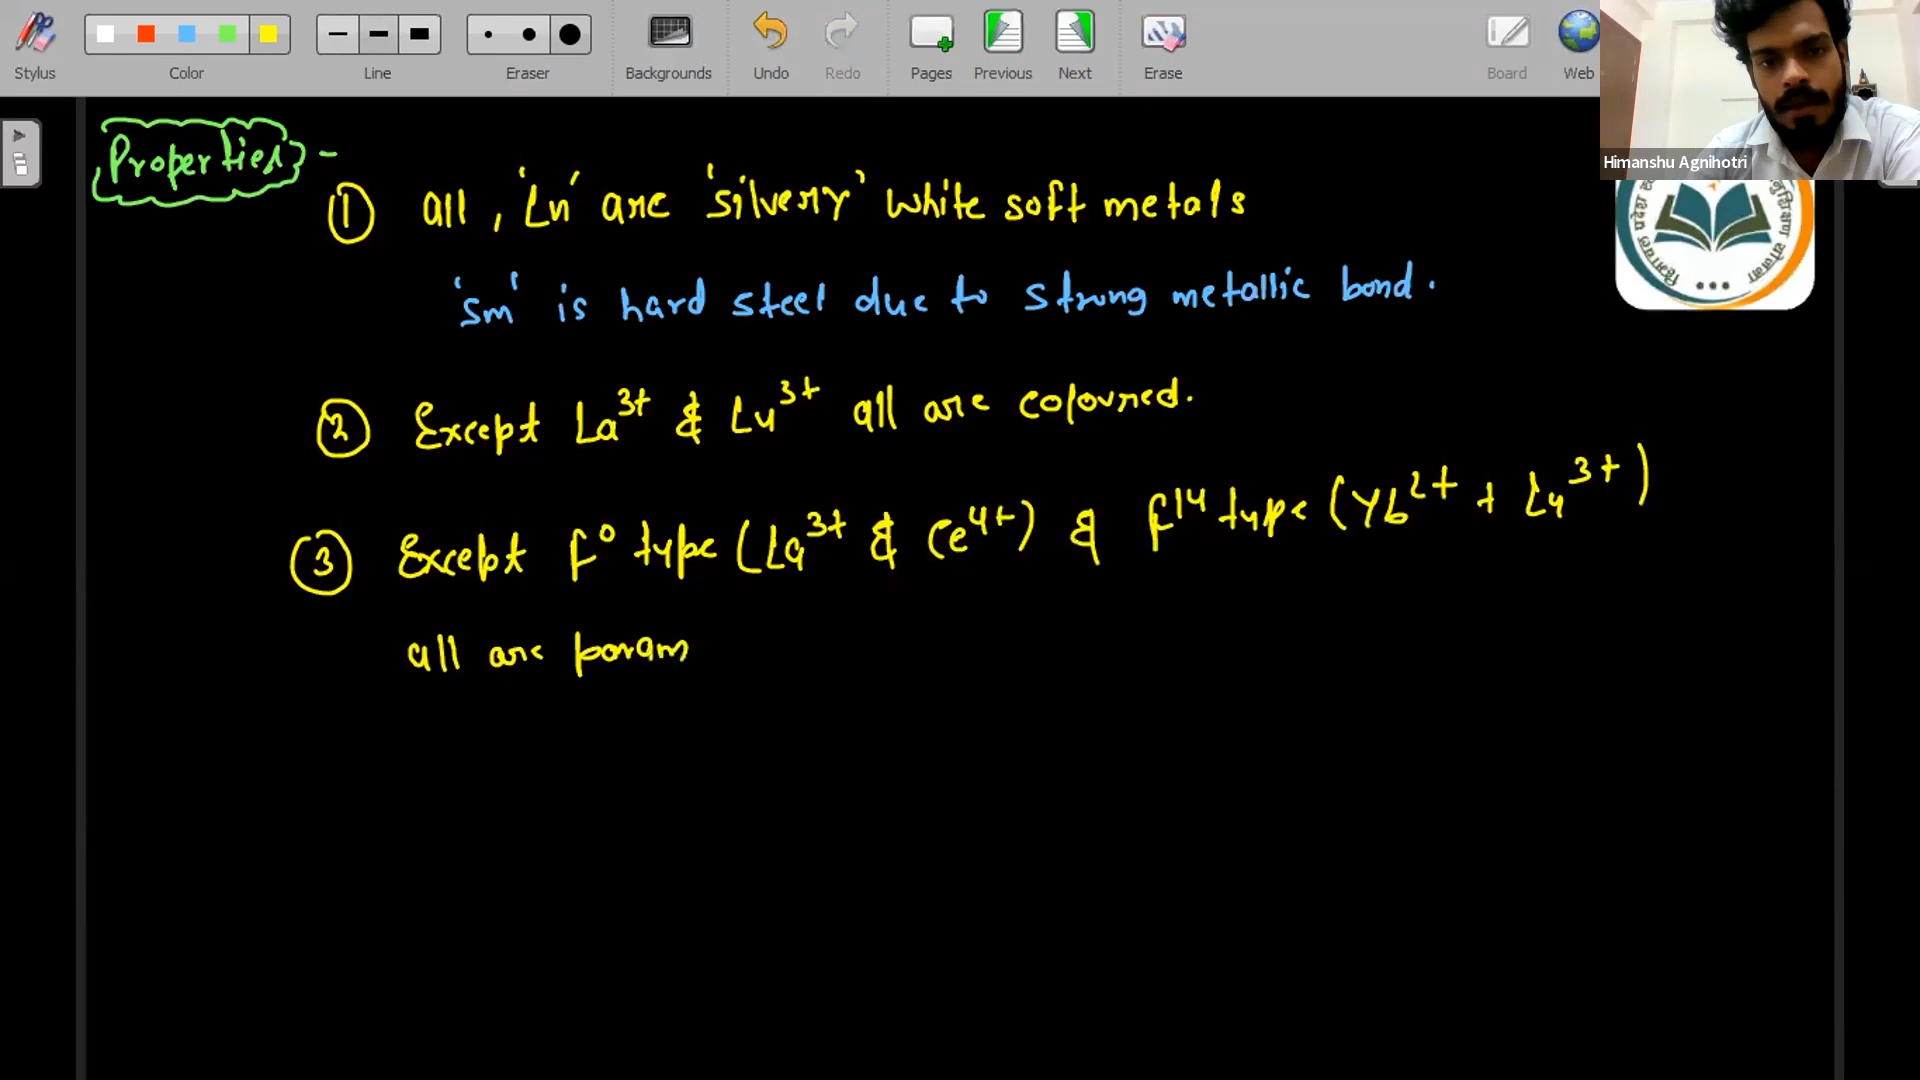 Stylus Color Line Eraser Backgrounds Undo Redo Pages Previous Next Erase Board Web
Himanshu Agnihotri
Properties -
① all, 'Ln' are 'silvery' white soft metals
'Sm' is hard steel due to strong metallic bond.
② Except La³⁺ & Lu³⁺ all are coloured.
③ Except f⁰ type (La³⁺ & Ce⁴⁺) & f¹⁴ type (Yb²⁺ + Lu³⁺)
all are param